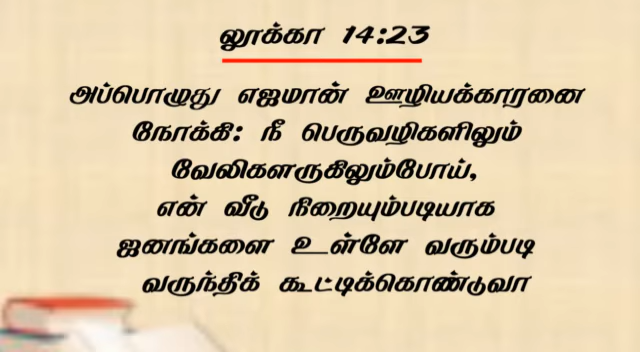 லூக்கா 14:23
அப்பொழுது எஜமான் ஊழியக்காரனை
நோக்கி: நீ பெருவழிகளிலும்
வேலிகளருகிலும்போய்,
என் வீடு நிறையும்படியாக
ஜனங்களை உள்ளே வரும்படி
வருந்திக் கூட்டிக்கொண்டுவா